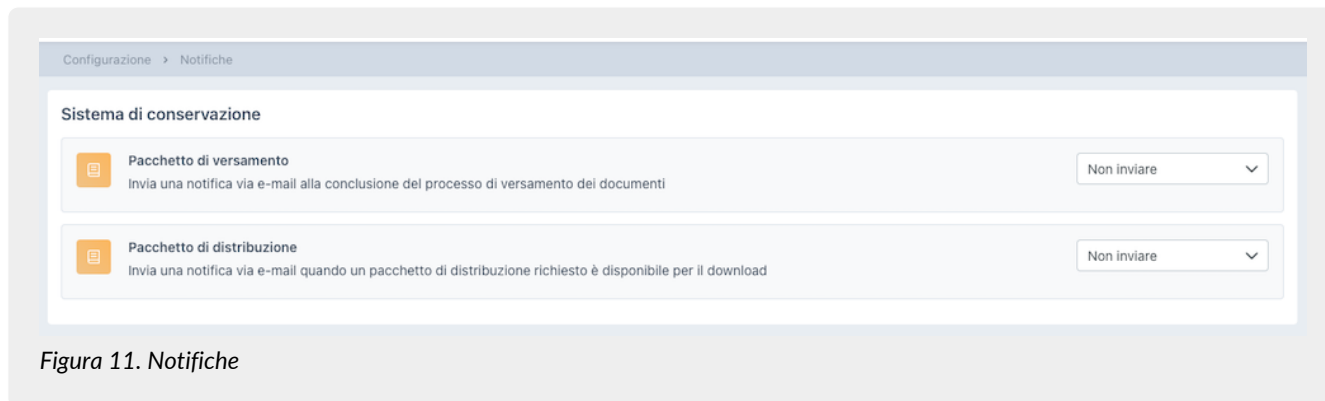 Configurazione > Notifiche
Sistema di conservazione
Pacchetto di versamento
Invia una notifica via e-mail alla conclusione del processo di versamento dei documenti
Non inviare
Pacchetto di distribuzione
Invia una notifica via e-mail quando un pacchetto di distribuzione richiesto è disponibile per il download
Non inviare
Figura 11. Notifiche